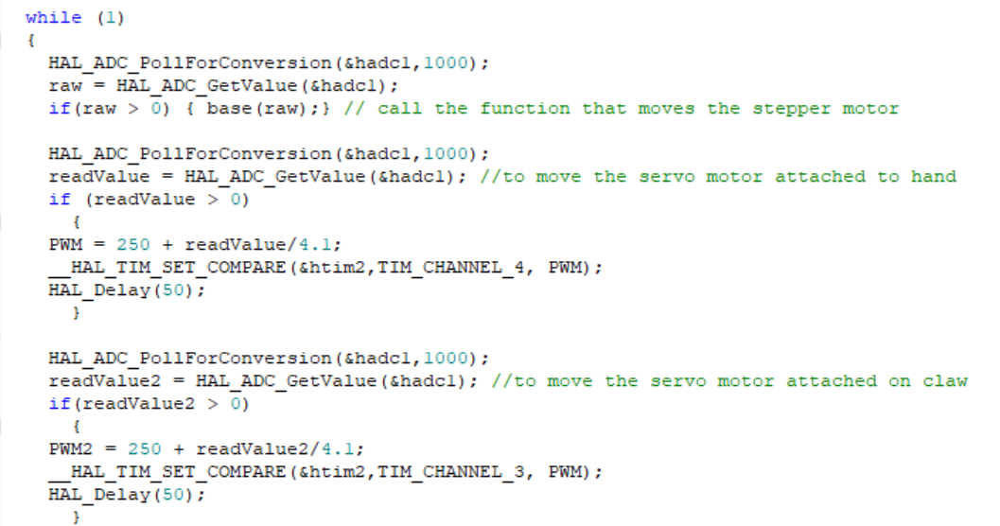 while (1)
{
HAL_ADC_PollForConversion(&hadc1,1000);
raw = HAL_ADC_GetValue(&hadc1);
if(raw > 0) { base(raw);} // call the function that moves the stepper motor
HAL_ADC_PollForConversion(&hadc1,1000);
readValue = HAL_ADC_GetValue(&hadc1); //to move the servo motor attached to hand
if (readValue > 0)
{
PWM = 250 + readValue/4.1;
__HAL_TIM_SET_COMPARE(&htim2,TIM_CHANNEL_4, PWM);
HAL_Delay(50);
}
HAL_ADC_PollForConversion(&hadc1,1000);
readValue2 = HAL_ADC_GetValue(&hadc1); //to move the servo motor attached on claw
if(readValue2 > 0)
{
PWM2 = 250 + readValue2/4.1;
__HAL_TIM_SET_COMPARE(&htim2,TIM_CHANNEL_3, PWM);
HAL_Delay(50);
}